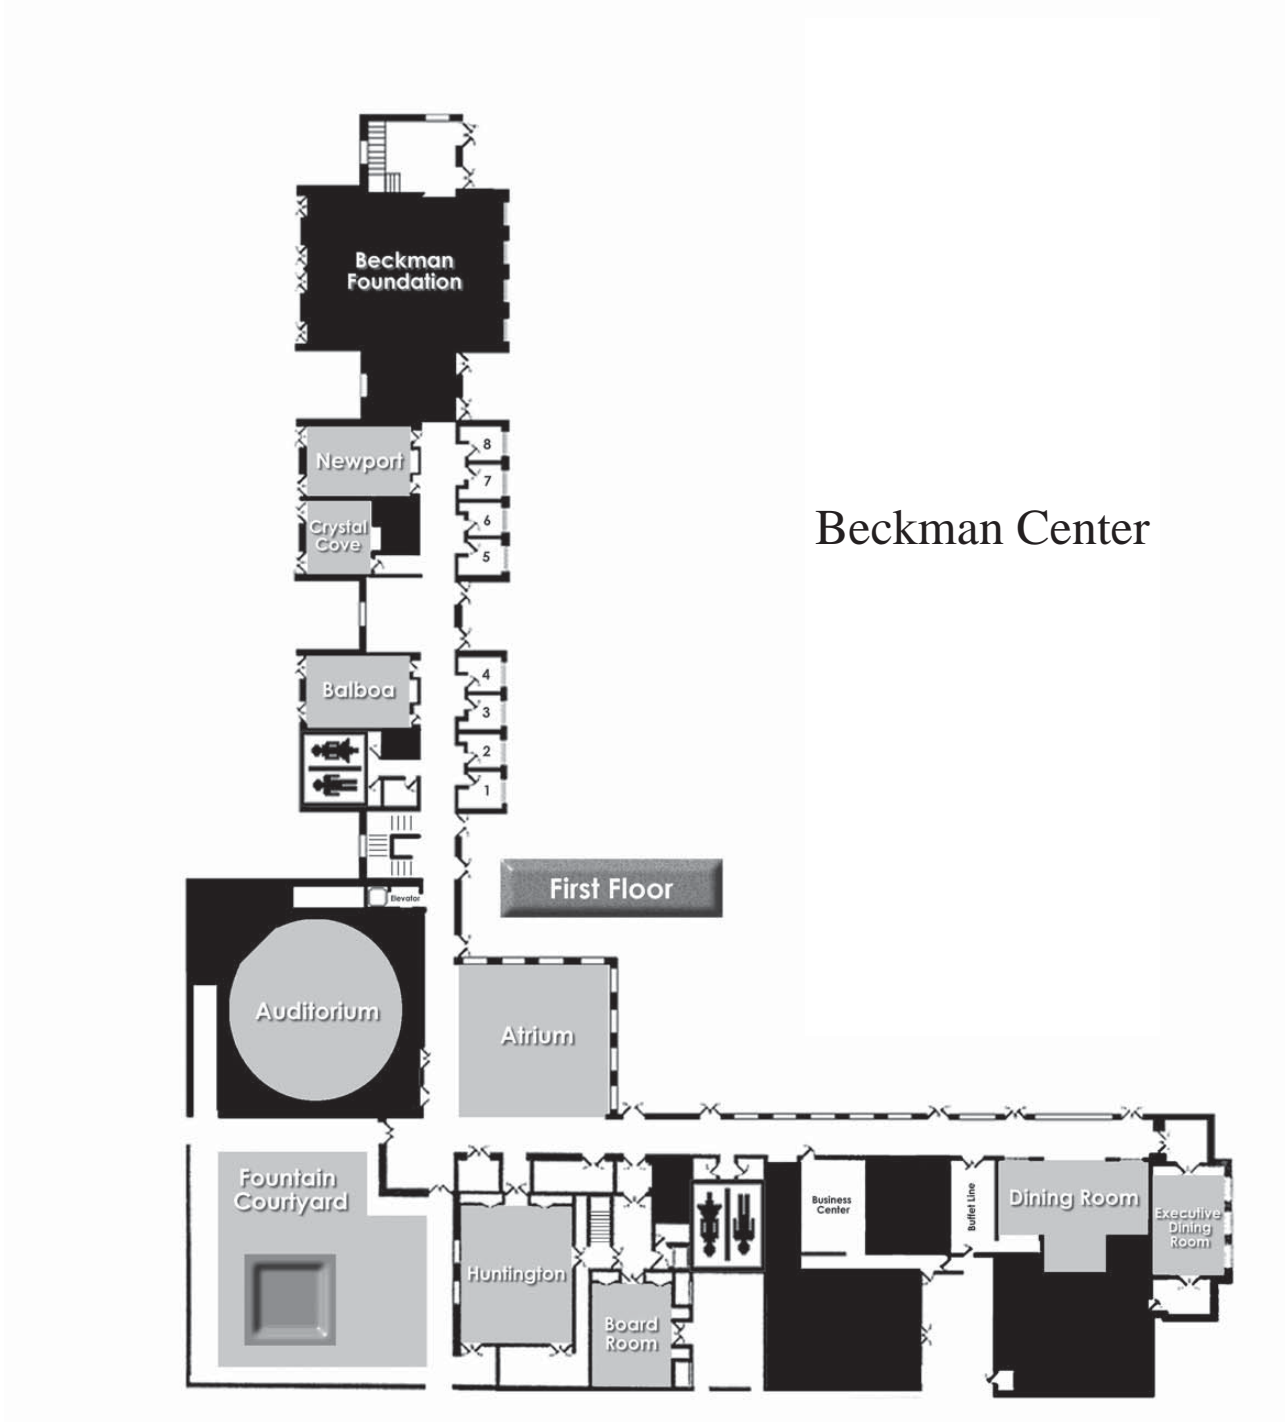 Beckman
Foundation
8
Newport
7
6
Crystal
Cove
5
Beckman Center
4
Balboa
3
2
1
First Floor
Elevator
Auditorium
Atrium
Fountain
Courtyard
Business
Center
Buffet Line
Dining Room
Executive
Dining
Room
Huntington
Board
Room